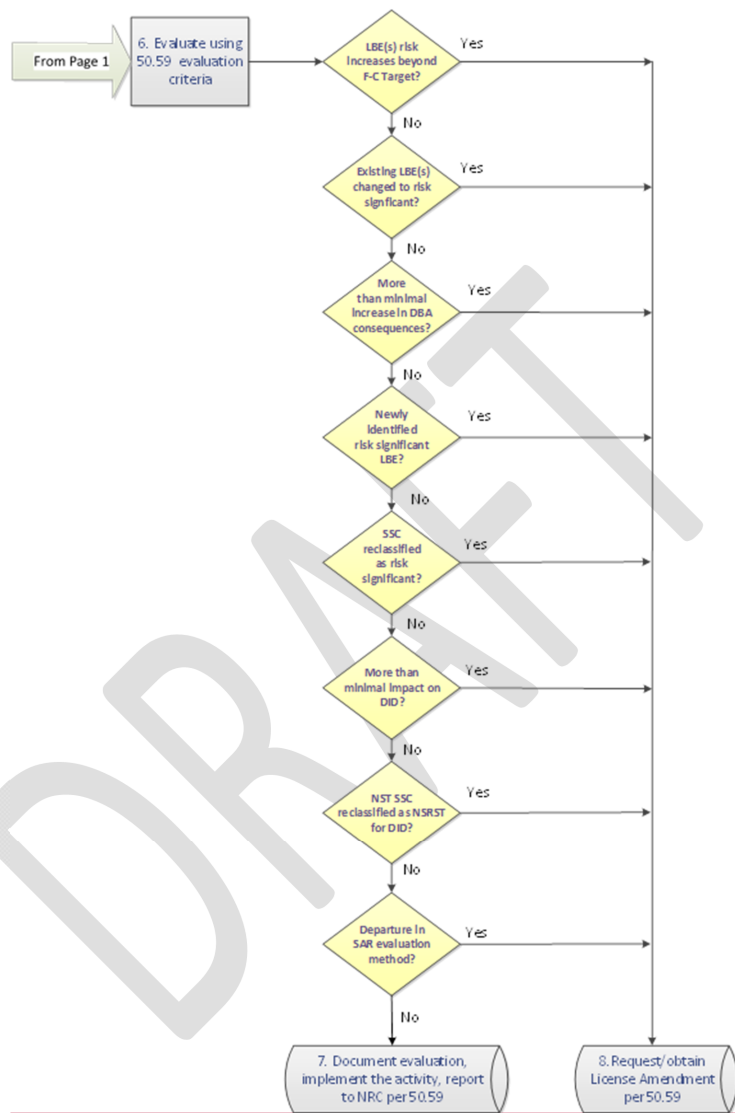 From Page 1
6. Evaluate using
50.59 evaluation
criteria
LBE(s) risk
increases beyond
F-C Target?
Yes
No
Existing LBE(s)
changed to risk
signficant?
Yes
No
More
than minimal
increase in DBA
consequences?
Yes
No
Newly
identified
risk significant
LBE?
Yes
No
SSC
reclassified
as risk
significant?
Yes
No
More than
minimal impact on
DID?
Yes
No
NST SSC
reclassified as NSRST
for DID?
Yes
No
Departure in
SAR evaluation
method?
Yes
No
7. Document evaluation,
implement the activity, report
to NRC per 50.59
8. Request/obtain
License Amendment
per 50.59
DRAFT